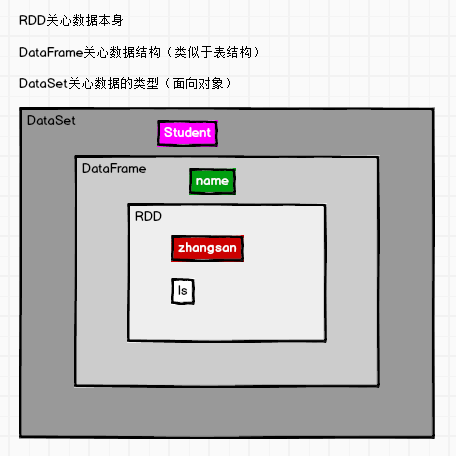 RDD关心数据本身
DataFrame关心数据结构（类似于表结构）
DataSet关心数据的类型（面向对象）
DataSet
Student
DataFrame
name
RDD
zhangsan
ls